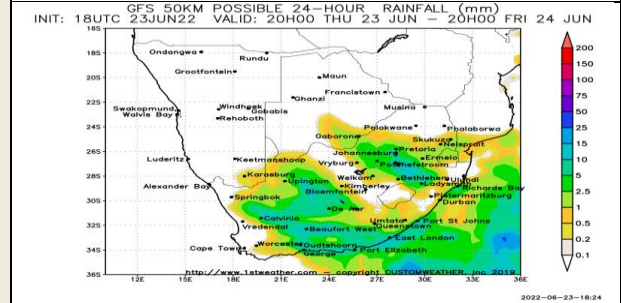 GFS 50KM POSSIBLE 24-HOUR RAINFALL (mm)
INIT: 18UTC 23JUN22 VALID: 20H00 THU 23 JUN – 20H00 FRI 24 JUN
16S
18S
20S
22S
24S
26S
28S
30S
32S
34S
36S
Ondangwa
Rundu
Grootfontein
Maun
Francistown
Ghanzi
Musina
Swakopmund
Walvis Bay
Windhoek
Gobabis
Rehoboth
Polokwane
Phalaborwa
Gaborone
Skukuza
Nelspruit
Johannesburg
Pretoria
Luderitz
Keetmanshoop
Vryburg
Potchefstroom
Ermelo
Karasburg
Upington
Welkom
Bethlehem
Ulundi
Alexander Bay
Kimberley
Ladysmith
Richards Bay
Springbok
Bloemfontein
Pietermaritzburg
Durban
De Aar
Calvinia
Umtata
Port St Johns
Vredendal
Beaufort West
Queenstown
East London
Cape Town
Worcester
Oudtshoorn
George
Port Elizabeth
http://www.1stweather.com – copyright CUSTOMWEATHER, inc 2019
12E
15E
18E
21E
24E
27E
30E
33E
36E
200
150
100
75
50
25
15
10
5
2.5
1
0.5
0.2
0.1
2022-06-23-18:24